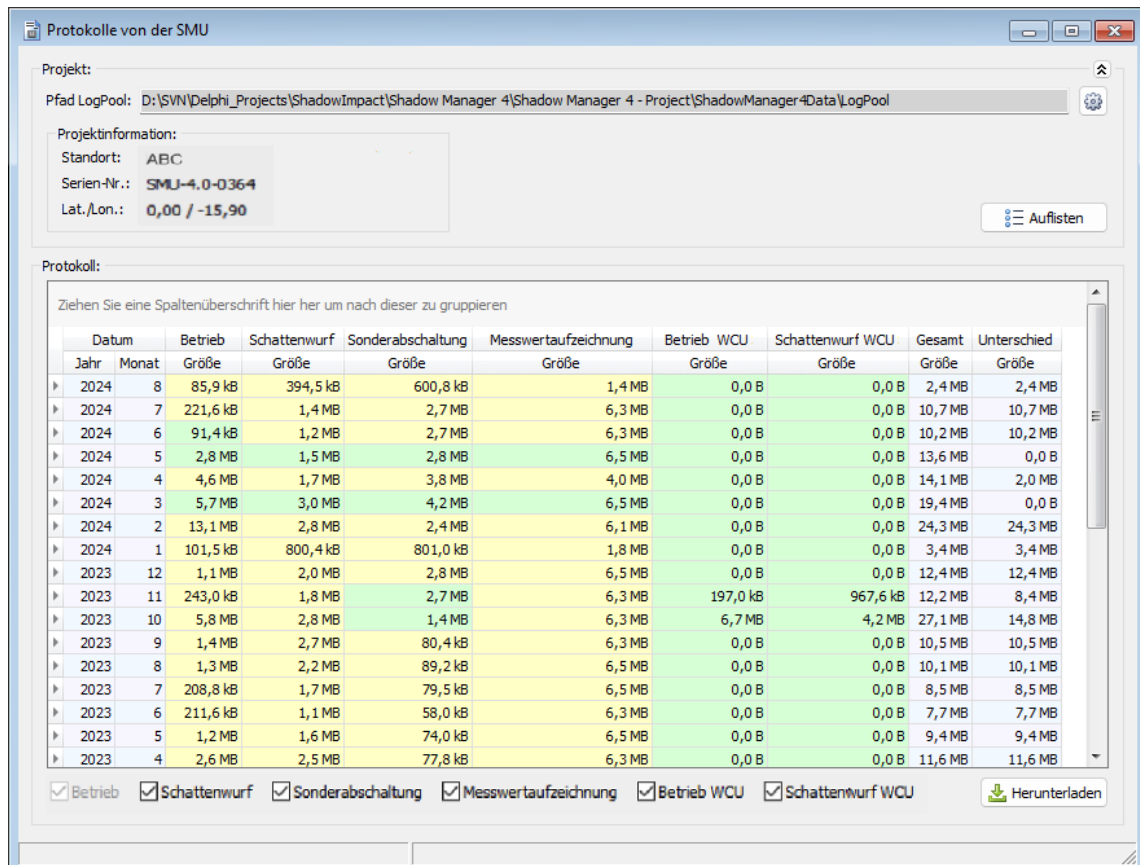 Protokolle von der SMU
Projekt:
Pfad LogPool: D:\SVN\Delphi_Projects\ShadowImpact\Shadow Manager 4\Shadow Manager 4 - Project\ShadowManager4Data\LogPool
Projektinformation:
Standort: ABC
Serien-Nr.: SMU-4.0-0364
Lat./Lon.: 0,00 / -15,90
Auflisten
Protokoll:
Ziehen Sie eine Spaltenüberschrift hier her um nach dieser zu gruppieren
Datum Betrieb Schattenwurf Sonderabschaltung Messwertaufzeichnung Betrieb WCU Schattenwurf WCU Gesamt Unterschied
Jahr Monat Größe Größe Größe Größe Größe Größe Größe Größe
2024 8 85,9 kB 394,5 kB 600,8 kB 1,4 MB 0,0 B 0,0 B 2,4 MB 2,4 MB
2024 7 221,6 kB 1,4 MB 2,7 MB 6,3 MB 0,0 B 0,0 B 10,7 MB 10,7 MB
2024 6 91,4 kB 1,2 MB 2,7 MB 6,3 MB 0,0 B 0,0 B 10,2 MB 10,2 MB
2024 5 2,8 MB 1,5 MB 2,8 MB 6,5 MB 0,0 B 0,0 B 13,6 MB 0,0 B
2024 4 4,6 MB 1,7 MB 3,8 MB 4,0 MB 0,0 B 0,0 B 14,1 MB 2,0 MB
2024 3 5,7 MB 3,0 MB 4,2 MB 6,5 MB 0,0 B 0,0 B 19,4 MB 0,0 B
2024 2 13,1 MB 2,8 MB 2,4 MB 6,1 MB 0,0 B 0,0 B 24,3 MB 24,3 MB
2024 1 101,5 kB 800,4 kB 801,0 kB 1,8 MB 0,0 B 0,0 B 3,4 MB 3,4 MB
2023 12 1,1 MB 2,0 MB 2,8 MB 6,5 MB 0,0 B 0,0 B 12,4 MB 12,4 MB
2023 11 243,0 kB 1,8 MB 2,7 MB 6,3 MB 197,0 kB 967,6 kB 12,2 MB 8,4 MB
2023 10 5,8 MB 2,8 MB 1,4 MB 6,3 MB 6,7 MB 4,2 MB 27,1 MB 14,8 MB
2023 9 1,4 MB 2,7 MB 80,4 kB 6,3 MB 0,0 B 0,0 B 10,5 MB 10,5 MB
2023 8 1,3 MB 2,2 MB 89,2 kB 6,5 MB 0,0 B 0,0 B 10,1 MB 10,1 MB
2023 7 208,8 kB 1,7 MB 79,5 kB 6,5 MB 0,0 B 0,0 B 8,5 MB 8,5 MB
2023 6 211,6 kB 1,1 MB 58,0 kB 6,3 MB 0,0 B 0,0 B 7,7 MB 7,7 MB
2023 5 1,2 MB 1,6 MB 74,0 kB 6,5 MB 0,0 B 0,0 B 9,4 MB 9,4 MB
2023 4 2,6 MB 2,5 MB 77,8 kB 6,3 MB 0,0 B 0,0 B 11,6 MB 11,6 MB
Betrieb Schattenwurf Sonderabschaltung Messwertaufzeichnung Betrieb WCU Schattenwurf WCU Herunterladen